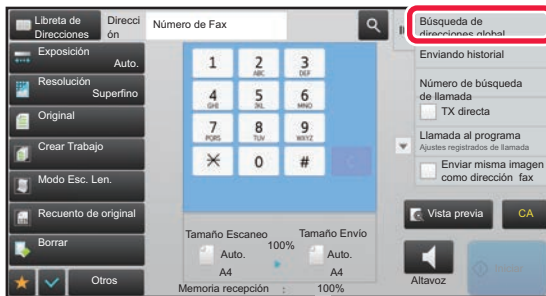 Libreta de
Direcciones
Direcci
ón
Número de Fax
Exposición
Auto.
Resolución
Superfino
Original
Crear Trabajo
Modo Esc. Len.
Recuento de original
Borrar
Otros
1
2
ABC
3
DEF
4
GHI
5
JKL
6
MNO
7
PQRS
8
TUV
9
WXYZ
0
#
C
Tamaño Escaneo
Tamaño Envío
100%
Auto.
A4
Auto.
A4
Memoria recepción : 100%
Búsqueda de
direcciones global
Enviando historial
Número de búsqueda
de llamada
TX directa
Llamada al programa
Ajustes registrados de llamada
Enviar misma imagen
como dirección fax
Vista previa
CA
Altavoz
Iniciar